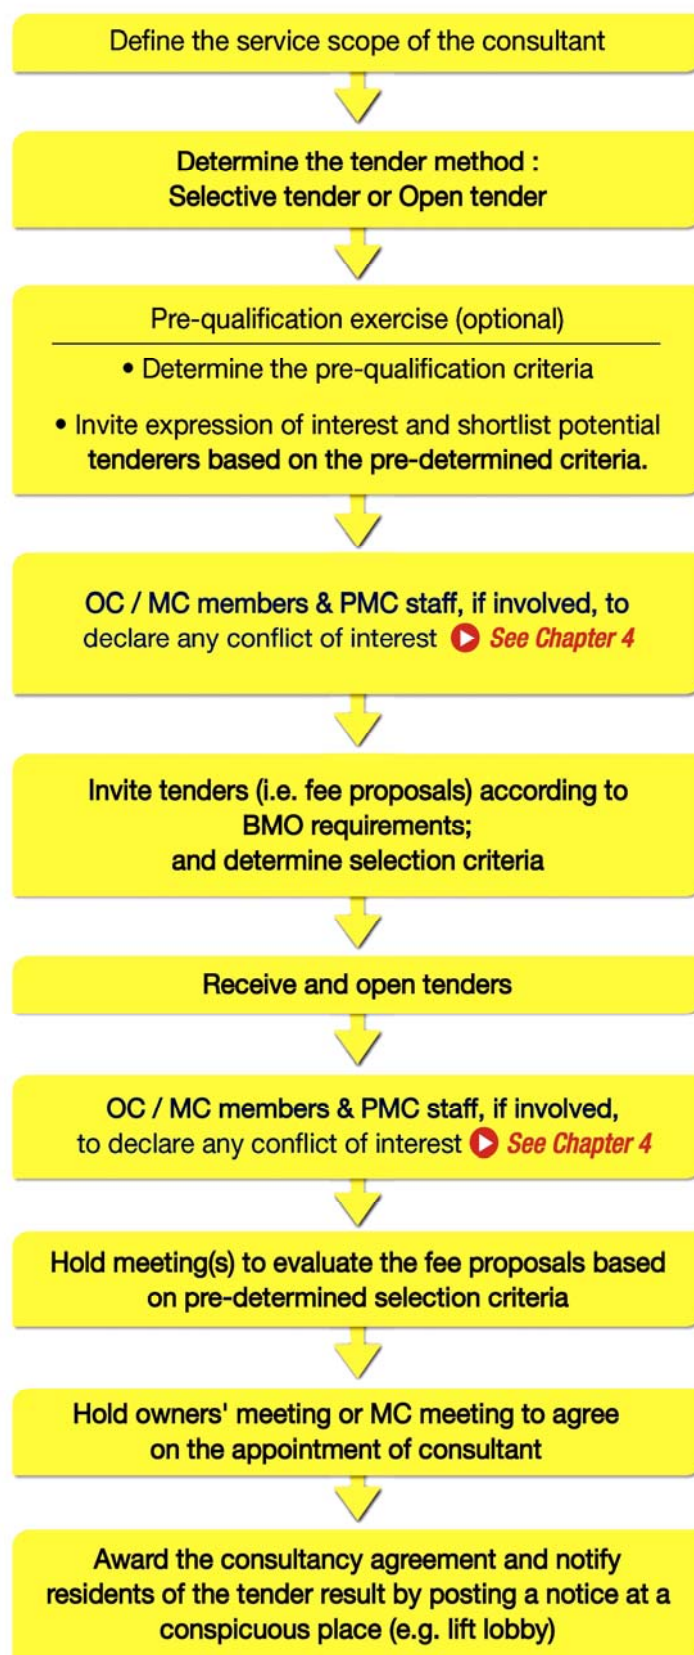 Define the service scope of the consultant
Determine the tender method :
Selective tender or Open tender
Pre-qualification exercise (optional)
• Determine the pre-qualification criteria
• Invite expression of interest and shortlist potential
tenderers based on the pre-determined criteria.
OC / MC members & PMC staff, if involved, to
declare any conflict of interest See Chapter 4
Invite tenders (i.e. fee proposals) according to
BMO requirements;
and determine selection criteria
Receive and open tenders
OC / MC members & PMC staff, if involved,
to declare any conflict of interest See Chapter 4
Hold meeting(s) to evaluate the fee proposals based
on pre-determined selection criteria
Hold owners' meeting or MC meeting to agree
on the appointment of consultant
Award the consultancy agreement and notify
residents of the tender result by posting a notice at a
conspicuous place (e.g. lift lobby)